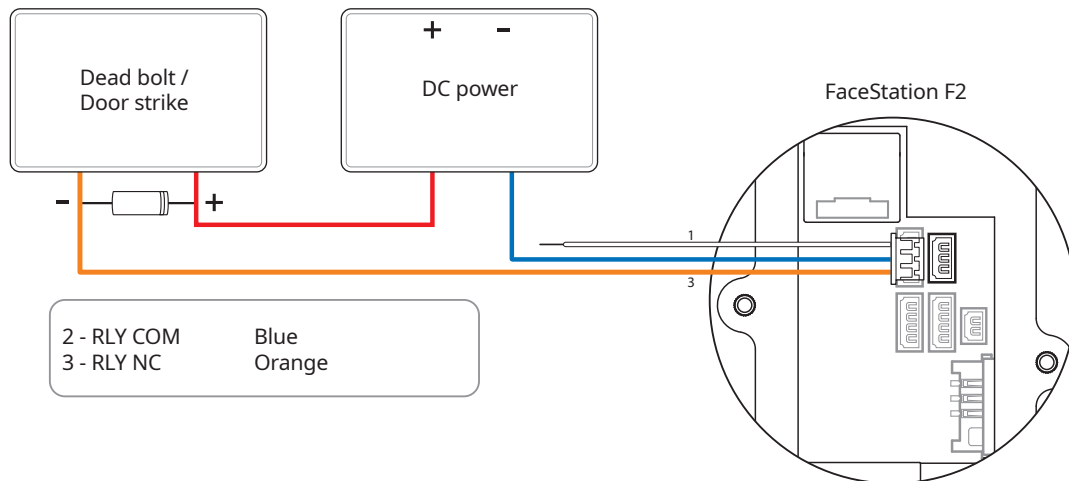 Dead bolt /
Door strike
- +
+ -
DC power
FaceStation F2
1
3
2 - RLY COM Blue
3 - RLY NC Orange